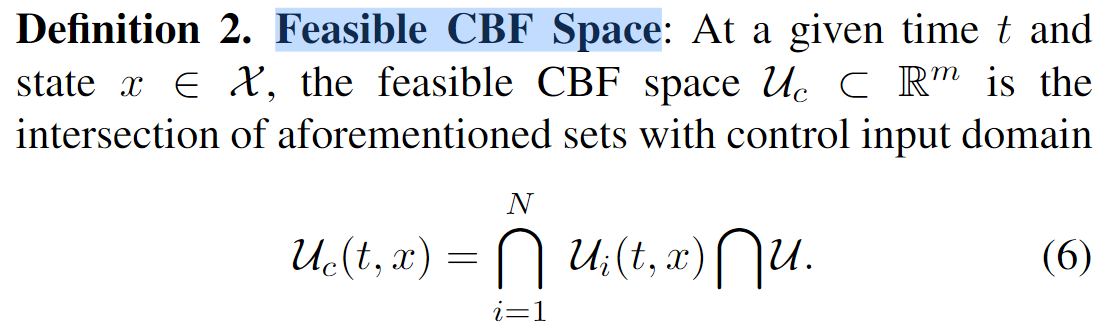 Definition 2. Feasible CBF Space: At a given time t and
state x ∈ 𝒳, the feasible CBF space 𝒰_c ⊂ ℝ^m is the
intersection of aforementioned sets with control input domain
𝒰_c(t, x) = ⋂_{i=1}^{N} 𝒰_i(t, x) ⋂ 𝒰. (6)